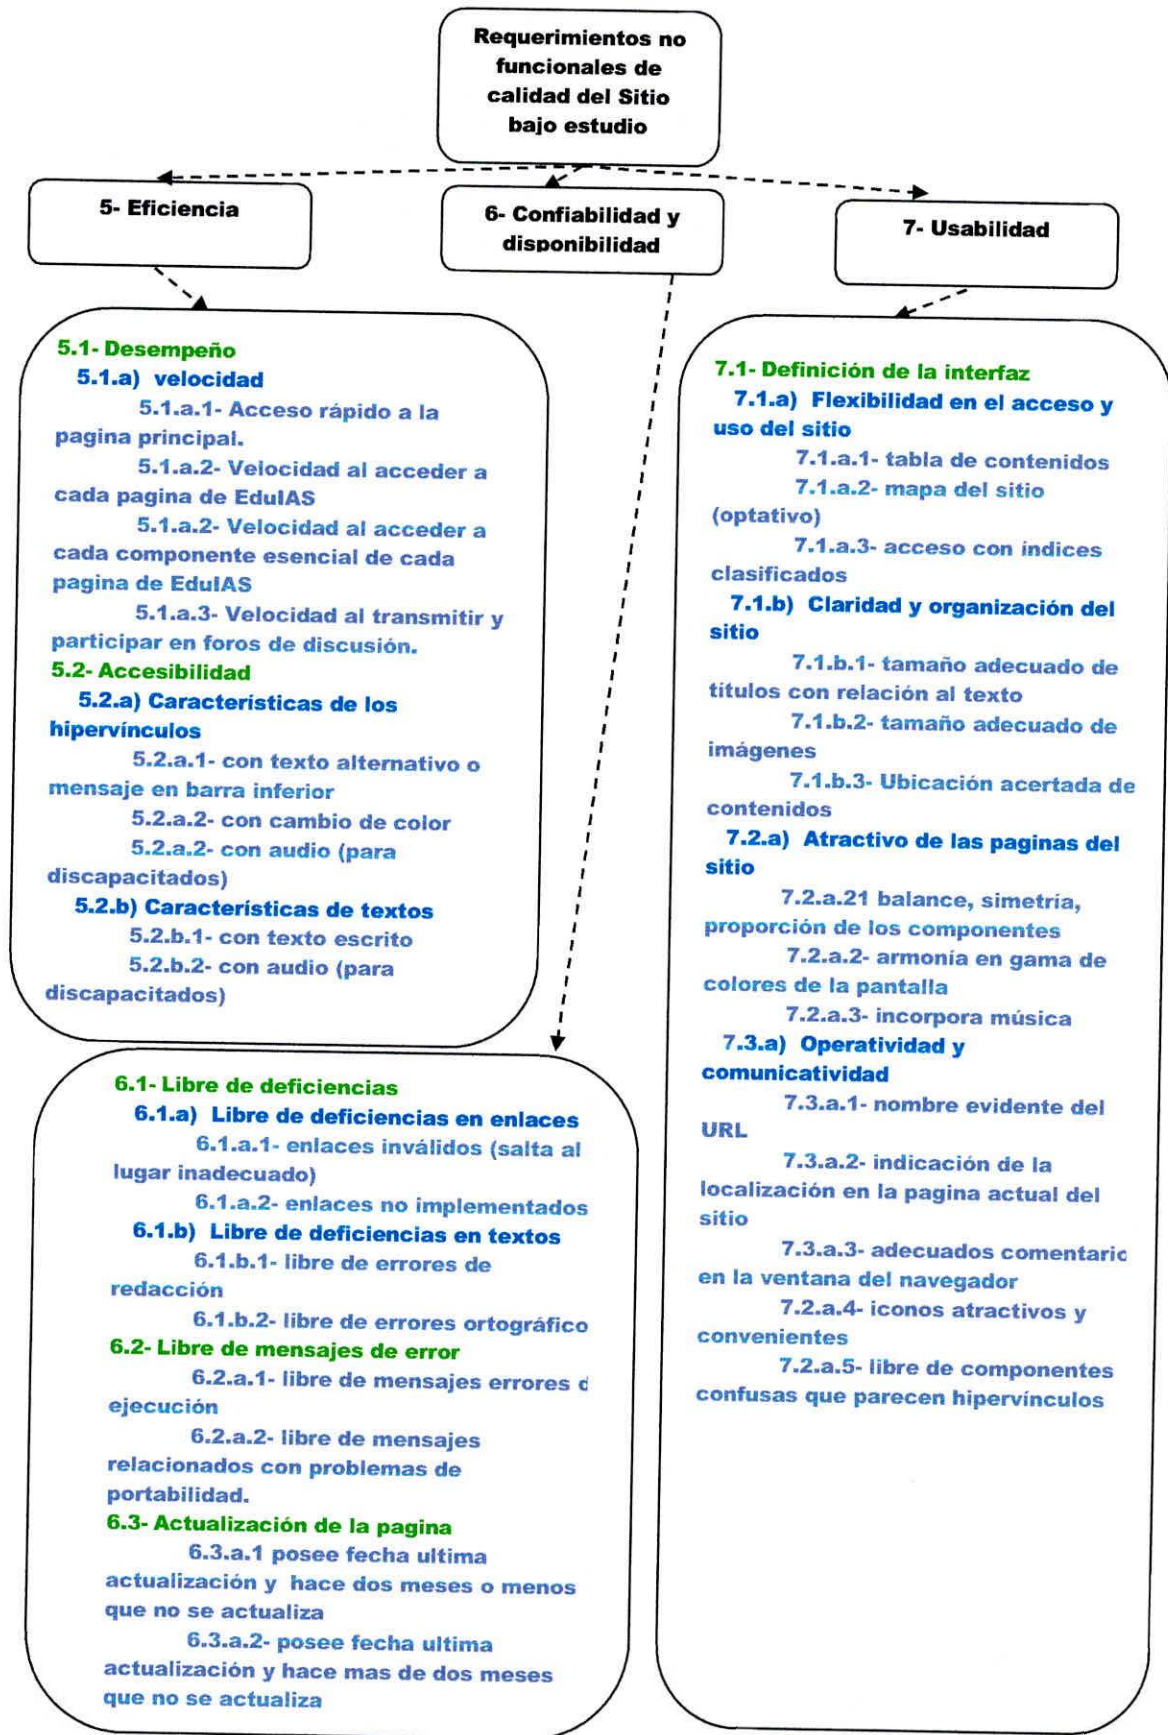 Requerimientos no
funcionales de
calidad del Sitio
bajo estudio
5- Eficiencia
6- Confiabilidad y
disponibilidad
7- Usabilidad
5.1- Desempeño
5.1.a) velocidad
5.1.a.1- Acceso rápido a la
pagina principal.
5.1.a.2- Velocidad al acceder a
cada pagina de EduIAS
5.1.a.2- Velocidad al acceder a
cada componente esencial de cada
pagina de EduIAS
5.1.a.3- Velocidad al transmitir y
participar en foros de discusión.
5.2- Accesibilidad
5.2.a) Características de los
hipervínculos
5.2.a.1- con texto alternativo o
mensaje en barra inferior
5.2.a.2- con cambio de color
5.2.a.2- con audio (para
discapacitados)
5.2.b) Características de textos
5.2.b.1- con texto escrito
5.2.b.2- con audio (para
discapacitados)
6.1- Libre de deficiencias
6.1.a) Libre de deficiencias en enlaces
6.1.a.1- enlaces inválidos (salta al
lugar inadecuado)
6.1.a.2- enlaces no implementados
6.1.b) Libre de deficiencias en textos
6.1.b.1- libre de errores de
redacción
6.1.b.2- libre de errores ortográfico
6.2- Libre de mensajes de error
6.2.a.1- libre de mensajes errores d
ejecución
6.2.a.2- libre de mensajes
relacionados con problemas de
portabilidad.
6.3- Actualización de la pagina
6.3.a.1 posee fecha ultima
actualización y hace dos meses o menos
que no se actualiza
6.3.a.2- posee fecha ultima
actualización y hace mas de dos meses
que no se actualiza
7.1- Definición de la interfaz
7.1.a) Flexibilidad en el acceso y
uso del sitio
7.1.a.1- tabla de contenidos
7.1.a.2- mapa del sitio
(optativo)
7.1.a.3- acceso con índices
clasificados
7.1.b) Claridad y organización del
sitio
7.1.b.1- tamaño adecuado de
títulos con relación al texto
7.1.b.2- tamaño adecuado de
imágenes
7.1.b.3- Ubicación acertada de
contenidos
7.2.a) Atractivo de las paginas del
sitio
7.2.a.21 balance, simetría,
proporción de los componentes
7.2.a.2- armonía en gama de
colores de la pantalla
7.2.a.3- incorpora música
7.3.a) Operatividad y
comunicatividad
7.3.a.1- nombre evidente del
URL
7.3.a.2- indicación de la
localización en la pagina actual del
sitio
7.3.a.3- adecuados comentario
en la ventana del navegador
7.2.a.4- iconos atractivos y
convenientes
7.2.a.5- libre de componentes
confusas que parecen hipervínculos